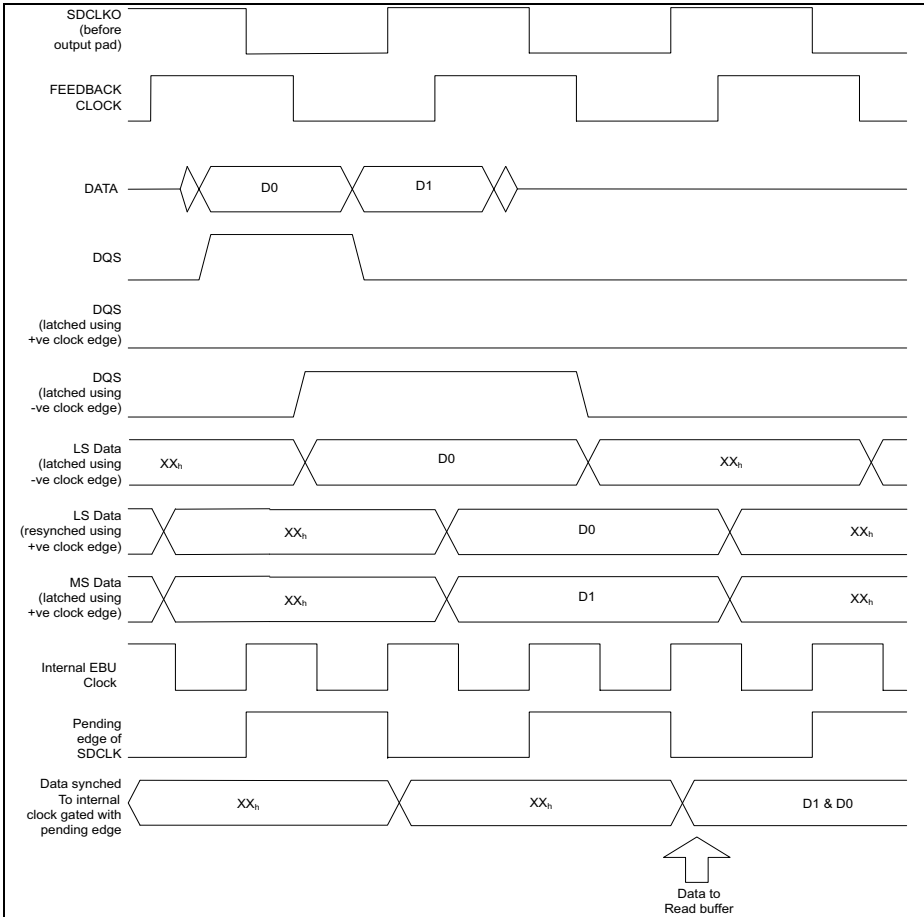 SDCLKO
(before
output pad)
FEEDBACK
CLOCK
DATA
D0
D1
DQS
DQS
(latched using
+ve clock edge)
DQS
(latched using
-ve clock edge)
LS Data
(latched using
-ve clock edge)
XXh
D0
XXh
LS Data
(resynched using
+ve clock edge)
XXh
D0
XXh
MS Data
(latched using
+ve clock edge)
XXh
D1
XXh
Internal EBU
Clock
Pending
edge of
SDCLK
Data synched
To internal
clock gated with
pending edge
XXh
XXh
D1 & D0
Data to
Read buffer